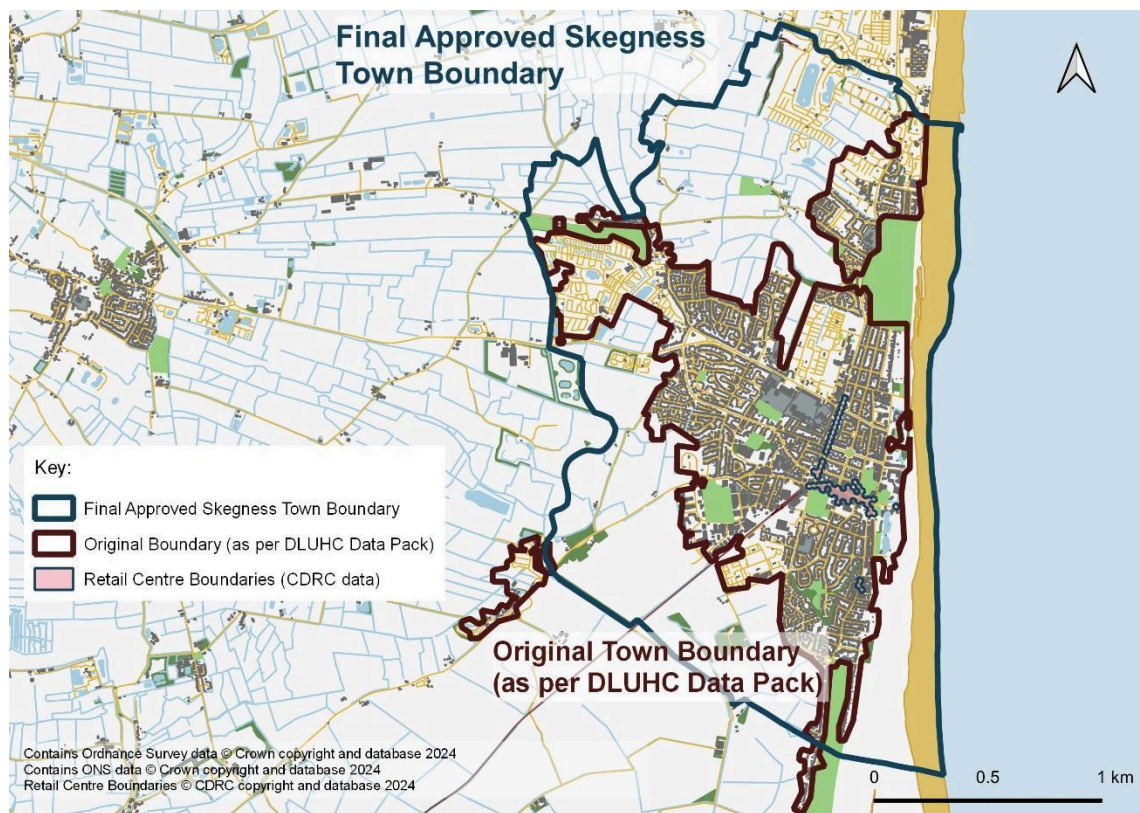 Final Approved Skegness
Town Boundary
Key:
Final Approved Skegness Town Boundary
Original Boundary (as per DLUHC Data Pack)
Retail Centre Boundaries (CDRC data)
Original Town Boundary
(as per DLUHC Data Pack)
Contains Ordnance Survey data © Crown copyright and database 2024
Contains ONS data © Crown copyright and database 2024
Retail Centre Boundaries © CDRC copyright and database 2024
0 0.5 1 km